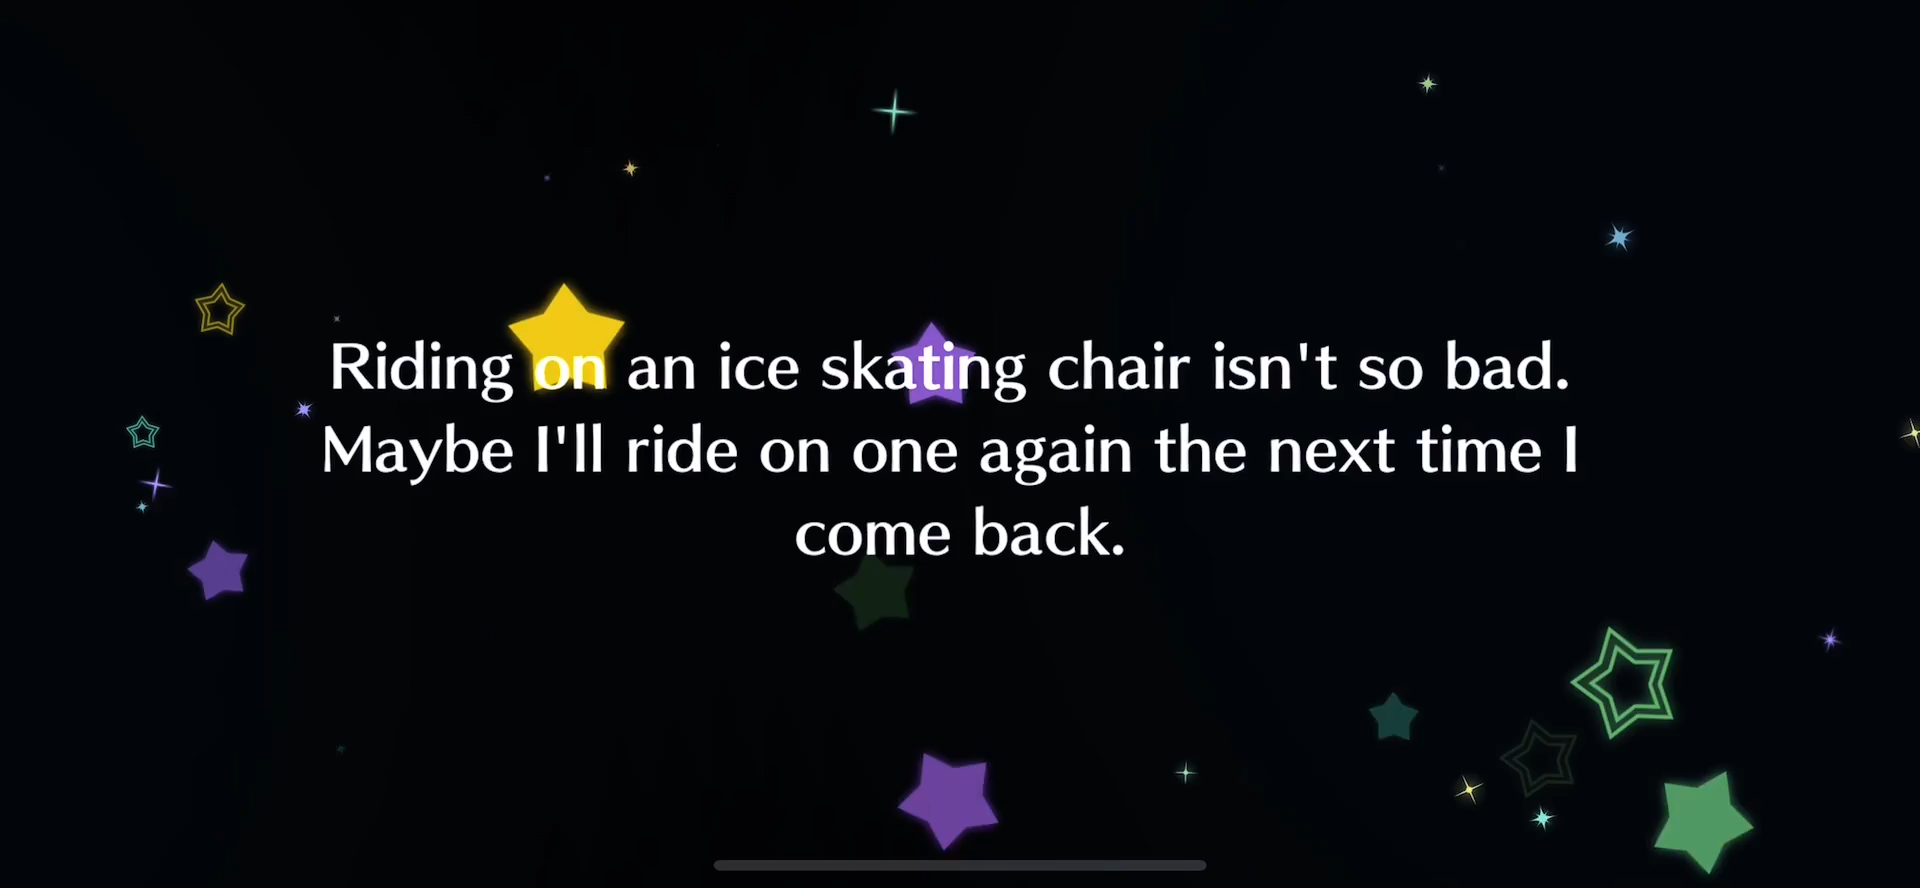 Riding on an ice skating chair isn't so bad.
Maybe I'll ride on one again the next time I
come back.